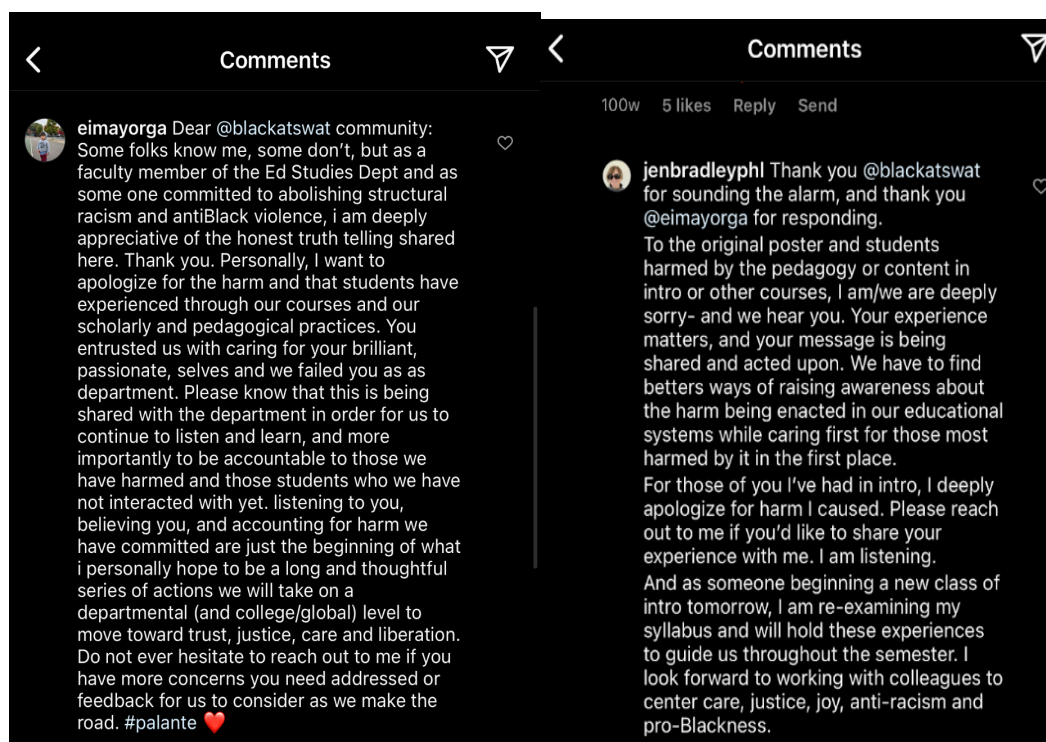 Comments
eimayorga Dear @blackatswat community:
Some folks know me, some don’t, but as a
faculty member of the Ed Studies Dept and as
some one committed to abolishing structural
racism and antiBlack violence, i am deeply
appreciative of the honest truth telling shared
here. Thank you. Personally, I want to
apologize for the harm and that students have
experienced through our courses and our
scholarly and pedagogical practices. You
entrusted us with caring for your brilliant,
passionate, selves and we failed you as as
department. Please know that this is being
shared with the department in order for us to
continue to listen and learn, and more
importantly to be accountable to those we
have harmed and those students who we have
not interacted with yet. listening to you,
believing you, and accounting for harm we
have committed are just the beginning of what
i personally hope to be a long and thoughtful
series of actions we will take on a
departmental (and college/global) level to
move toward trust, justice, care and liberation.
Do not ever hesitate to reach out to me if you
have more concerns you need addressed or
feedback for us to consider as we make the
road. #palante ❤️
Comments
100w 5 likes Reply Send
jenbradleyphl Thank you @blackatswat
for sounding the alarm, and thank you
@eimayorga for responding.
To the original poster and students
harmed by the pedagogy or content in
intro or other courses, I am/we are deeply
sorry- and we hear you. Your experience
matters, and your message is being
shared and acted upon. We have to find
betters ways of raising awareness about
the harm being enacted in our educational
systems while caring first for those most
harmed by it in the first place.
For those of you I’ve had in intro, I deeply
apologize for harm I caused. Please reach
out to me if you’d like to share your
experience with me. I am listening.
And as someone beginning a new class of
intro tomorrow, I am re-examining my
syllabus and will hold these experiences
to guide us throughout the semester. I
look forward to working with colleagues to
center care, justice, joy, anti-racism and
pro-Blackness.